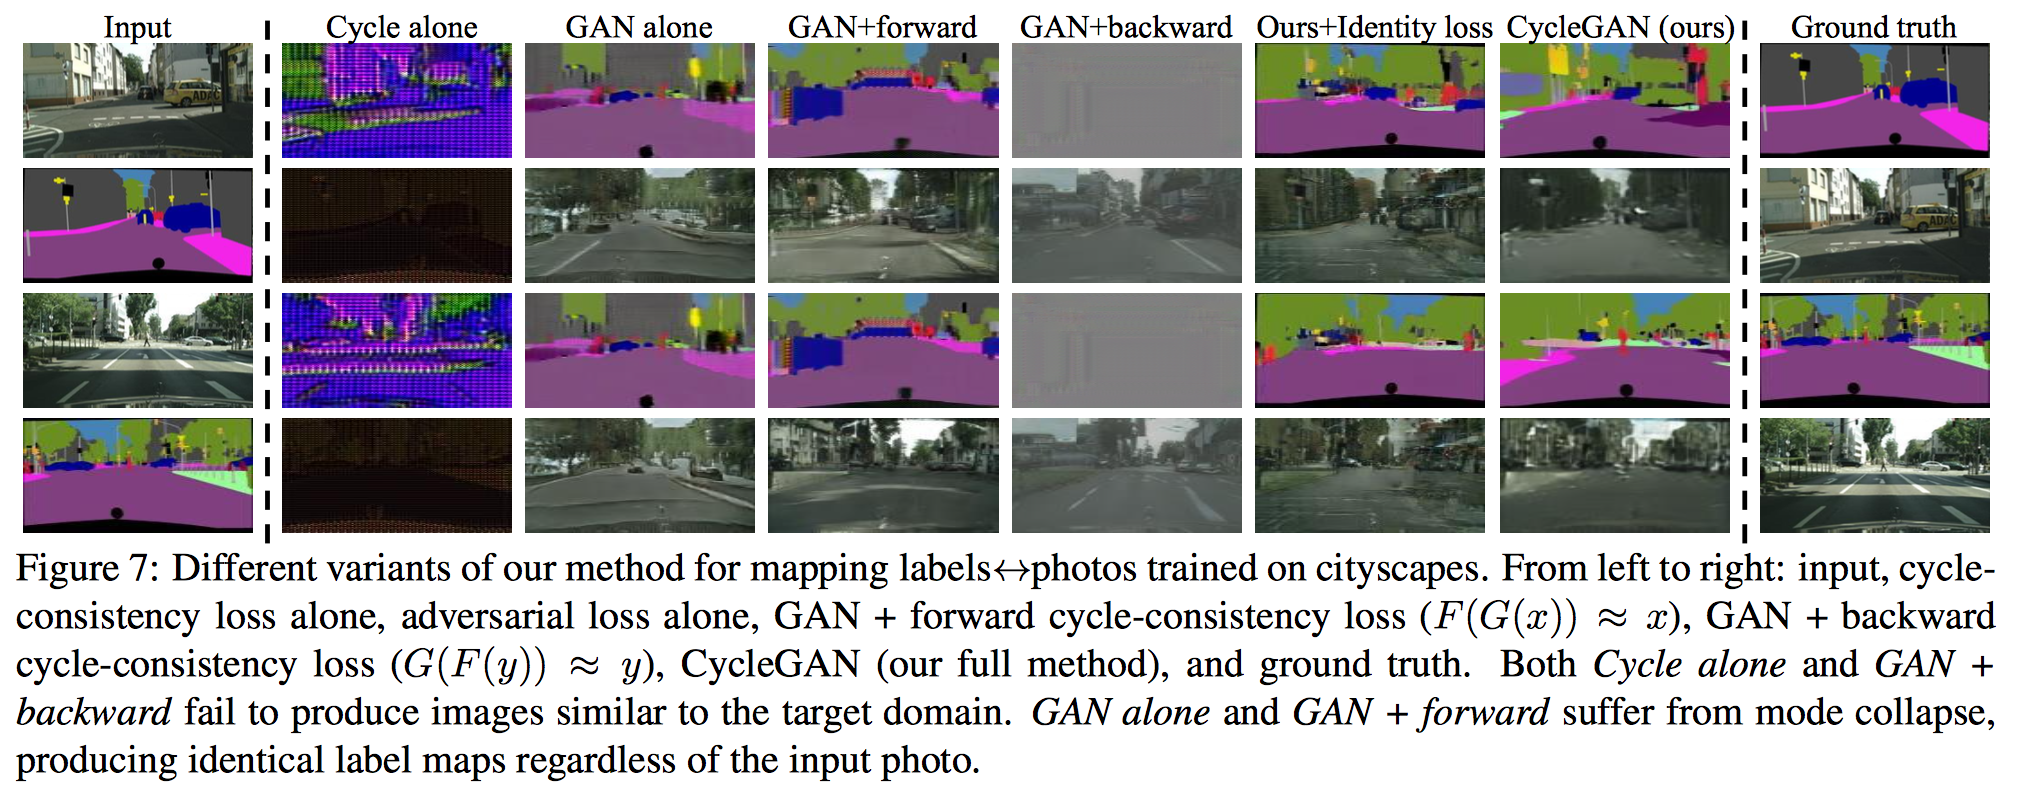 Input Cycle alone GAN alone GAN+forward GAN+backward Ours+Identity loss CycleGAN (ours) Ground truth
ADAC
ADAC
Figure 7: Different variants of our method for mapping labels↔photos trained on cityscapes. From left to right: input, cycle-
consistency loss alone, adversarial loss alone, GAN + forward cycle-consistency loss (F(G(x)) ≈ x), GAN + backward
cycle-consistency loss (G(F(y)) ≈ y), CycleGAN (our full method), and ground truth. Both Cycle alone and GAN +
backward fail to produce images similar to the target domain. GAN alone and GAN + forward suffer from mode collapse,
producing identical label maps regardless of the input photo.